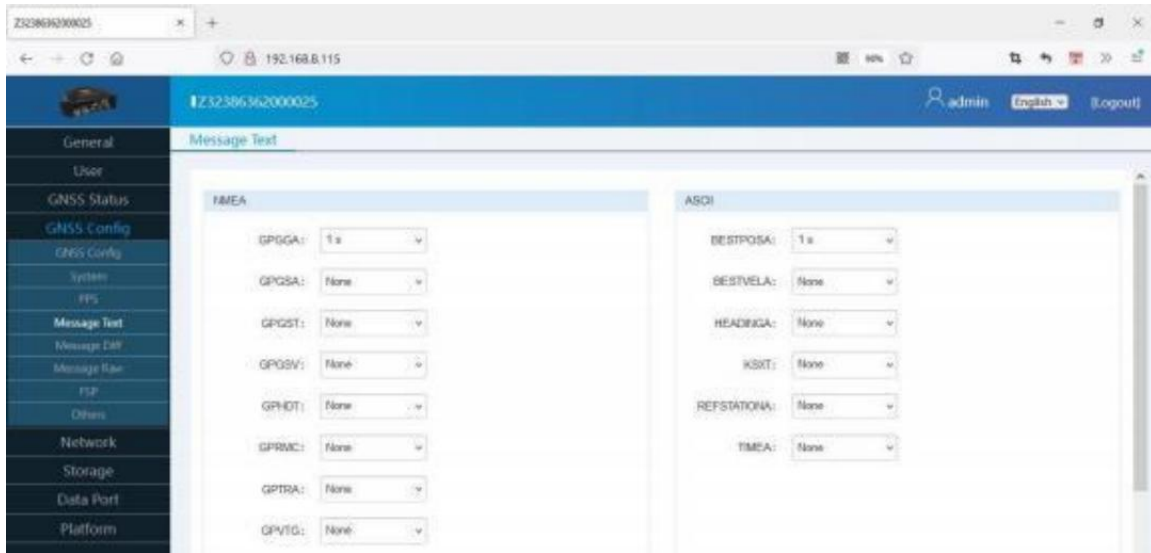 Z32386362000025
192.168.8.115
90%
Z32386362000025
admin
English
[Logout]
General
User
GNSS Status
GNSS Config
GNSS Config
System
PPS
Message Text
Message Diff
Message Raw
Others
Network
Storage
Data Port
Platform
Message Text
NMEA
GPGGA: 1 s
GPGSA: None
GPGST: None
GPGSV: None
GPHDT: None
GPRMC: None
GPTRA: None
GPVTG: None
ASCII
BESTPOSA: 1 s
BESTVELA: None
HEADINGA: None
KSXT: None
REFSTATIONA: None
TIMEA: None